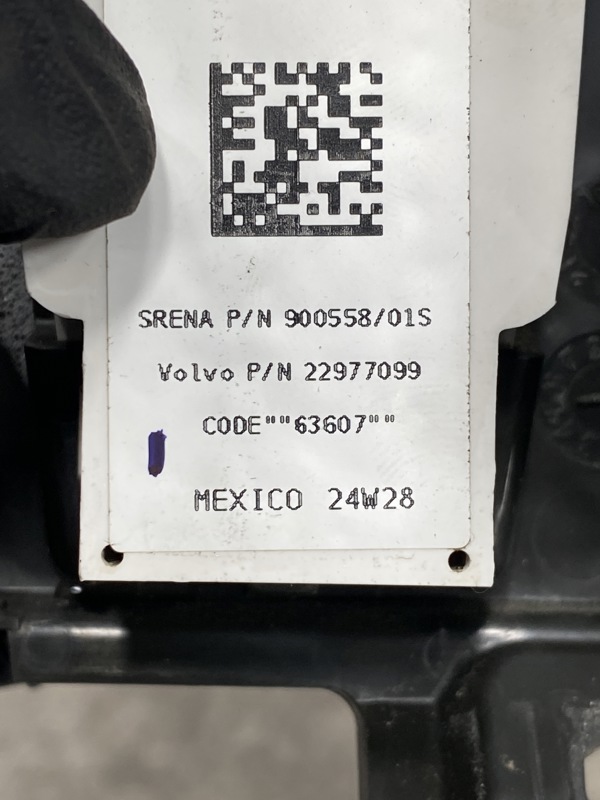 SRENA P/N 900558/01S
Volvo P/N 22977099
CODE""63607""
MEXICO 24W28